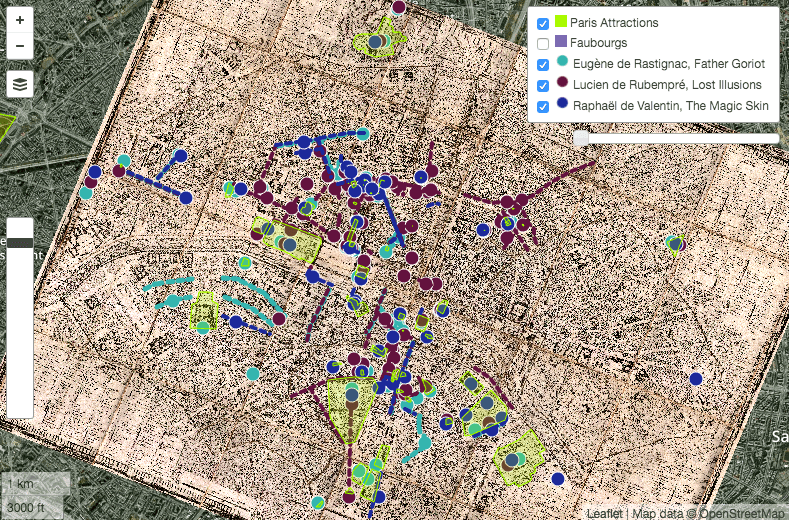 +
−
Paris Attractions
Faubourgs
Eugène de Rastignac, Father Goriot
Lucien de Rubempré, Lost Illusions
Raphaël de Valentin, The Magic Skin
Sa
1 km
3000 ft
Leaflet | Map data © OpenStreetMap